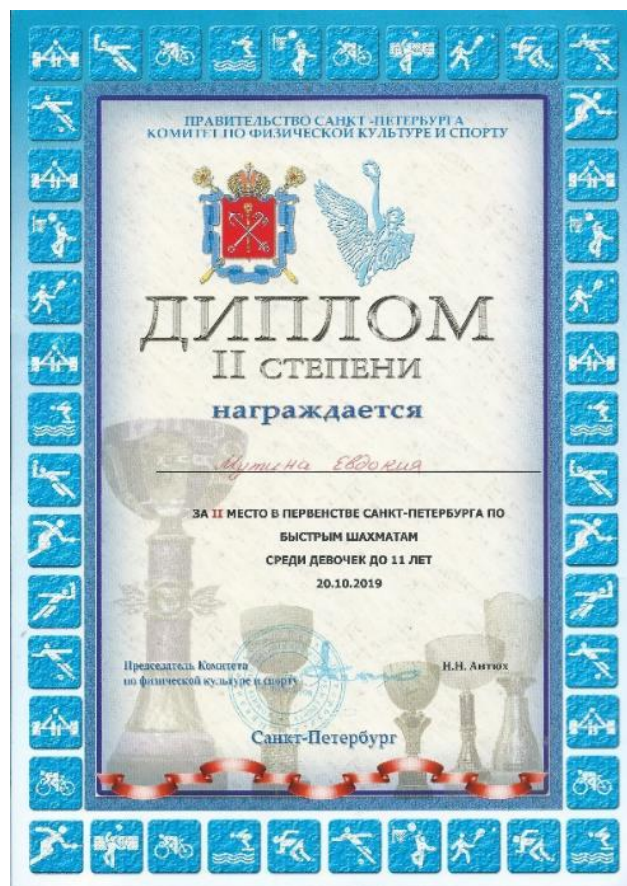 ПРАВИТЕЛЬСТВО САНКТ-ПЕТЕРБУРГА
КОМИТЕТ ПО ФИЗИЧЕСКОЙ КУЛЬТУРЕ И СПОРТУ
ДИПЛОМ
II СТЕПЕНИ
награждается
Мутина Евдокия
ЗА II МЕСТО В ПЕРВЕНСТВЕ САНКТ-ПЕТЕРБУРГА ПО
БЫСТРЫМ ШАХМАТАМ
СРЕДИ ДЕВОЧЕК ДО 11 ЛЕТ
20.10.2019
Председатель Комитета
по физической культуре и спорту
Н.Н. Антюх
Санкт-Петербург